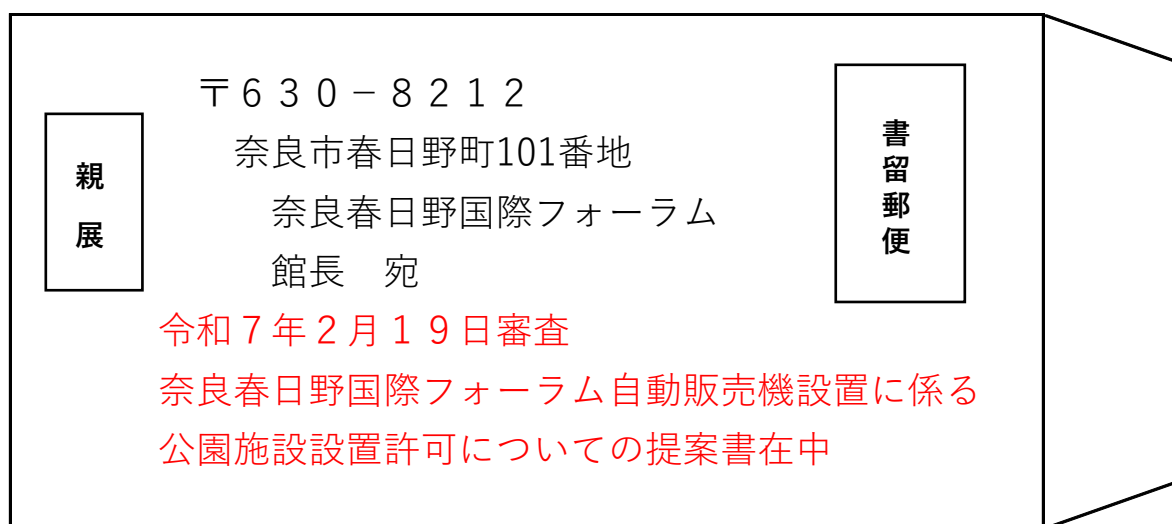 〒６３０－８２１２
奈良市春日野町101番地
奈良春日野国際フォーラム
館長　宛
親展
書留郵便
令和７年２月１９日審査
奈良春日野国際フォーラム自動販売機設置に係る
公園施設設置許可についての提案書在中